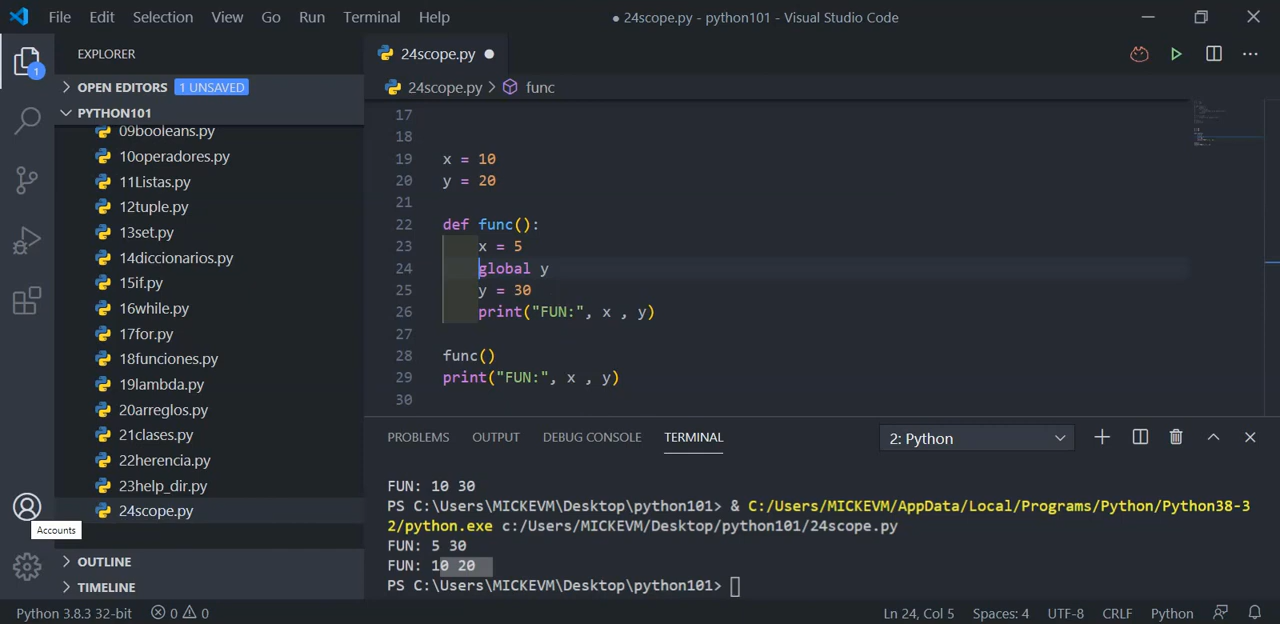 File Edit Selection View Go Run Terminal Help
● 24scope.py - python101 - Visual Studio Code
EXPLORER
OPEN EDITORS 1 UNSAVED
PYTHON101
09booleans.py
10operadores.py
11Listas.py
12tuple.py
13set.py
14diccionarios.py
15if.py
16while.py
17for.py
18funciones.py
19lambda.py
20arreglos.py
21clases.py
22herencia.py
23help_dir.py
24scope.py
OUTLINE
TIMELINE
1
Accounts
24scope.py ●
24scope.py > func
17
18
19 x = 10
20 y = 20
21
22 def func():
23 x = 5
24 global y
25 y = 30
26 print("FUN:", x , y)
27
28 func()
29 print("FUN:", x , y)
30
PROBLEMS OUTPUT DEBUG CONSOLE TERMINAL 2: Python
FUN: 10 30
PS C:\Users\MICKEVM\Desktop\python101> & C:/Users/MICKEVM/AppData/Local/Programs/Python/Python38-3
2/python.exe c:/Users/MICKEVM/Desktop/python101/24scope.py
FUN: 5 30
FUN: 10 20
PS C:\Users\MICKEVM\Desktop\python101>
Python 3.8.3 32-bit 0 0 Ln 24, Col 5 Spaces: 4 UTF-8 CRLF Python